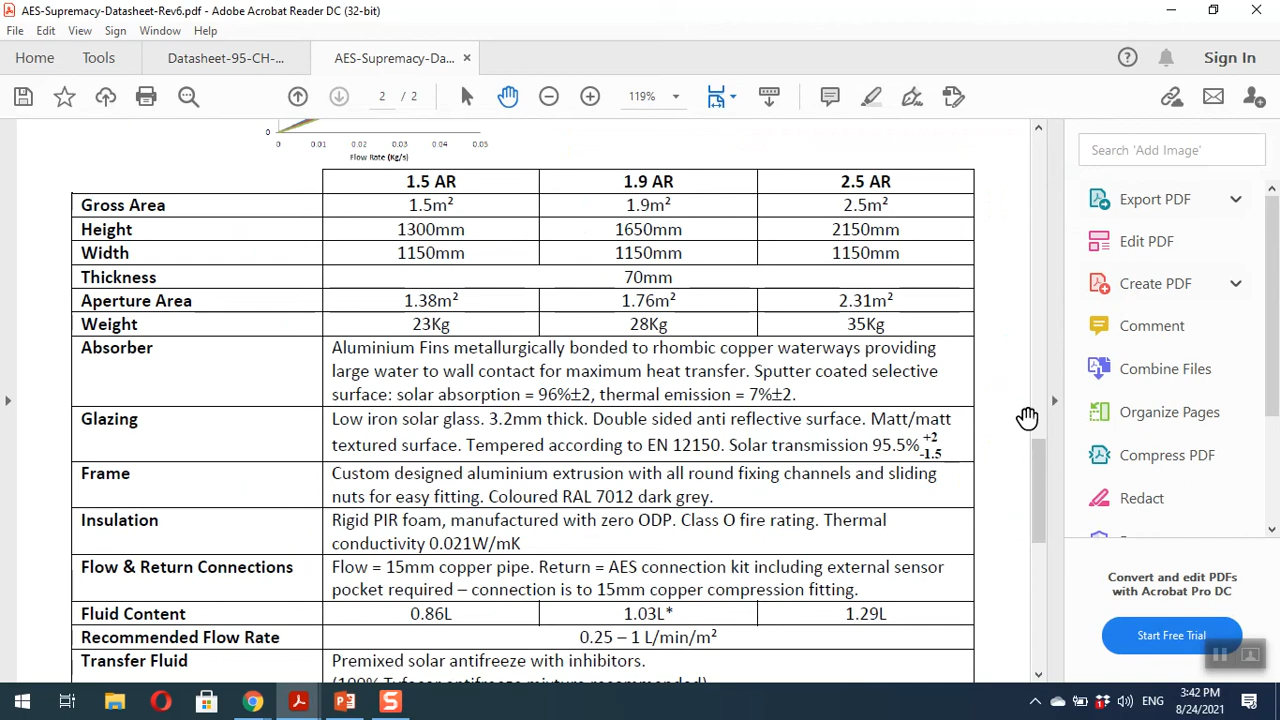 AES-Supremacy-Datasheet-Rev6.pdf - Adobe Acrobat Reader DC (32-bit)
File Edit View Sign Window Help
Home Tools Datasheet-95-CH-... AES-Supremacy-Da... Sign In
2 / 2 119%
0
0 0.01 0.02 0.03 0.04 0.05
Flow Rate (Kg/s)
1.5 AR 1.9 AR 2.5 AR
Gross Area 1.5m² 1.9m² 2.5m²
Height 1300mm 1650mm 2150mm
Width 1150mm 1150mm 1150mm
Thickness 70mm
Aperture Area 1.38m² 1.76m² 2.31m²
Weight 23Kg 28Kg 35Kg
Absorber Aluminium Fins metallurgically bonded to rhombic copper waterways providing
large water to wall contact for maximum heat transfer. Sputter coated selective
surface: solar absorption = 96%±2, thermal emission = 7%±2.
Glazing Low iron solar glass. 3.2mm thick. Double sided anti reflective surface. Matt/matt
textured surface. Tempered according to EN 12150. Solar transmission 95.5% +2 -1.5
Frame Custom designed aluminium extrusion with all round fixing channels and sliding
nuts for easy fitting. Coloured RAL 7012 dark grey.
Insulation Rigid PIR foam, manufactured with zero ODP. Class O fire rating. Thermal
conductivity 0.021W/mK
Flow & Return Connections Flow = 15mm copper pipe. Return = AES connection kit including external sensor
pocket required – connection is to 15mm copper compression fitting.
Fluid Content 0.86L 1.03L* 1.29L
Recommended Flow Rate 0.25 – 1 L/min/m²
Transfer Fluid Premixed solar antifreeze with inhibitors.
(100% Tyfocor antifreeze mixture recommended)
Search 'Add Image'
Export PDF
Edit PDF
Create PDF
Comment
Combine Files
Organize Pages
Compress PDF
Redact
Convert and edit PDFs
with Acrobat Pro DC
Start Free Trial
ENG
3:42 PM
8/24/2021